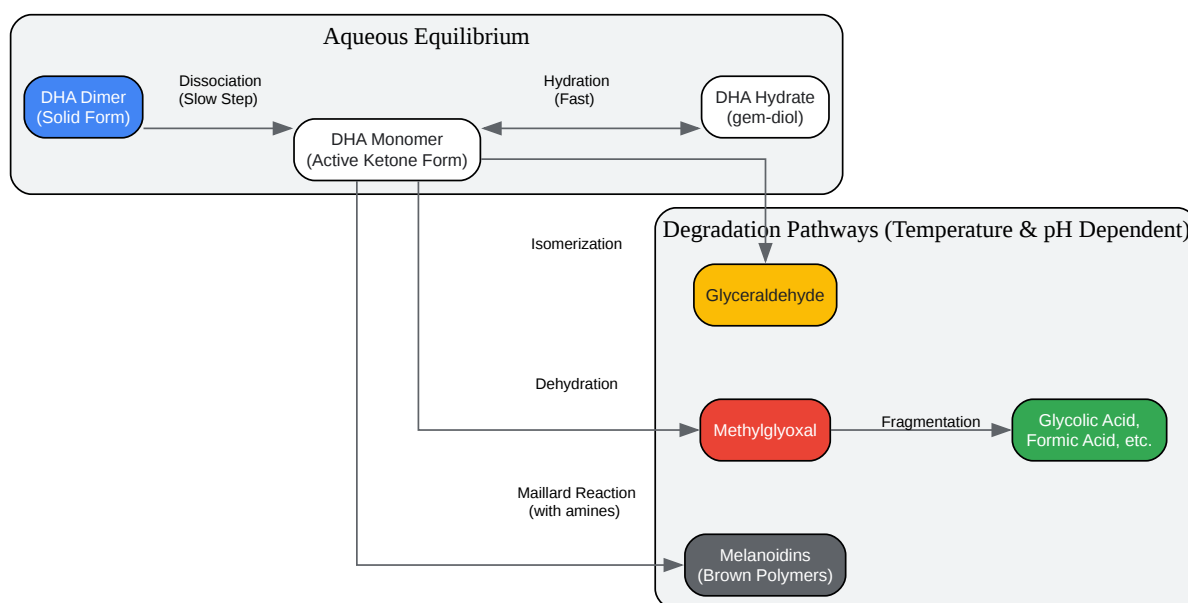 Aqueous Equilibrium
DHA Dimer
(Solid Form)
Dissociation
(Slow Step)
DHA Monomer
(Active Ketone Form)
Hydration
(Fast)
DHA Hydrate
(gem-diol)
Degradation Pathways (Temperature & pH Dependent)
Isomerization
Glyceraldehyde
Dehydration
Methylglyoxal
Fragmentation
Glycolic Acid,
Formic Acid, etc.
Maillard Reaction
(with amines)
Melanoidins
(Brown Polymers)